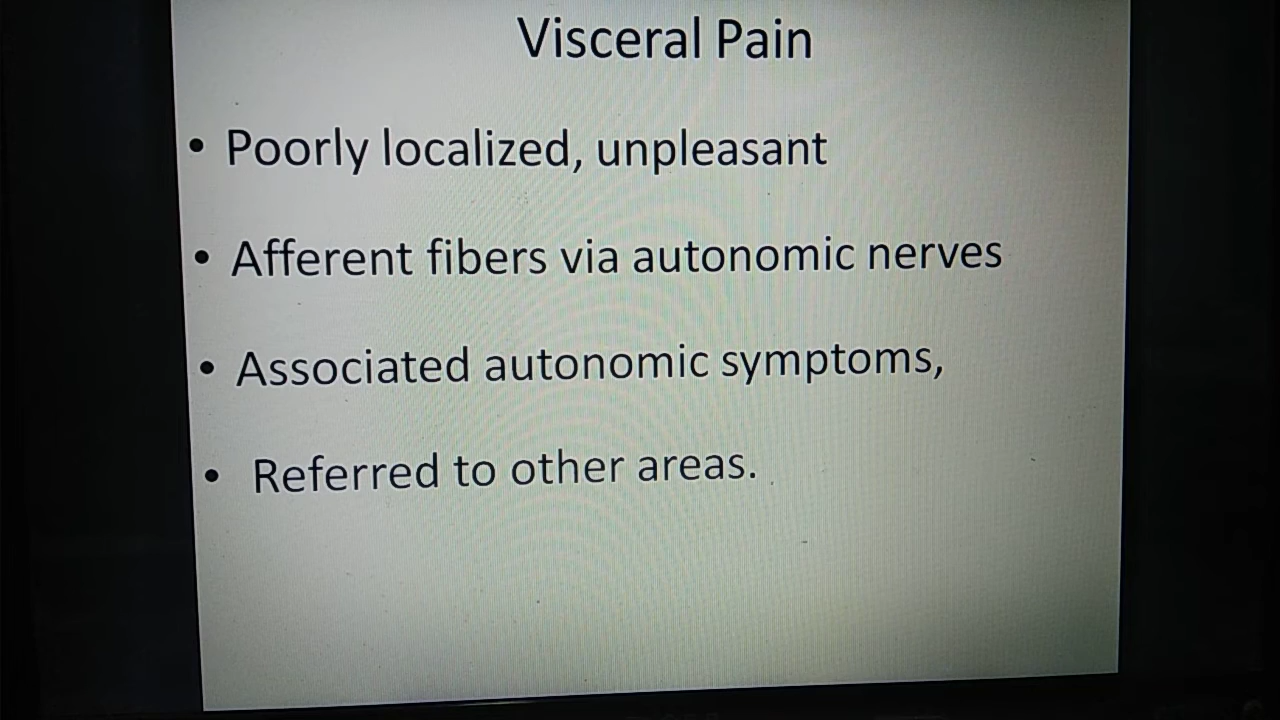 Visceral Pain
• Poorly localized, unpleasant
• Afferent fibers via autonomic nerves
• Associated autonomic symptoms,
• Referred to other areas.